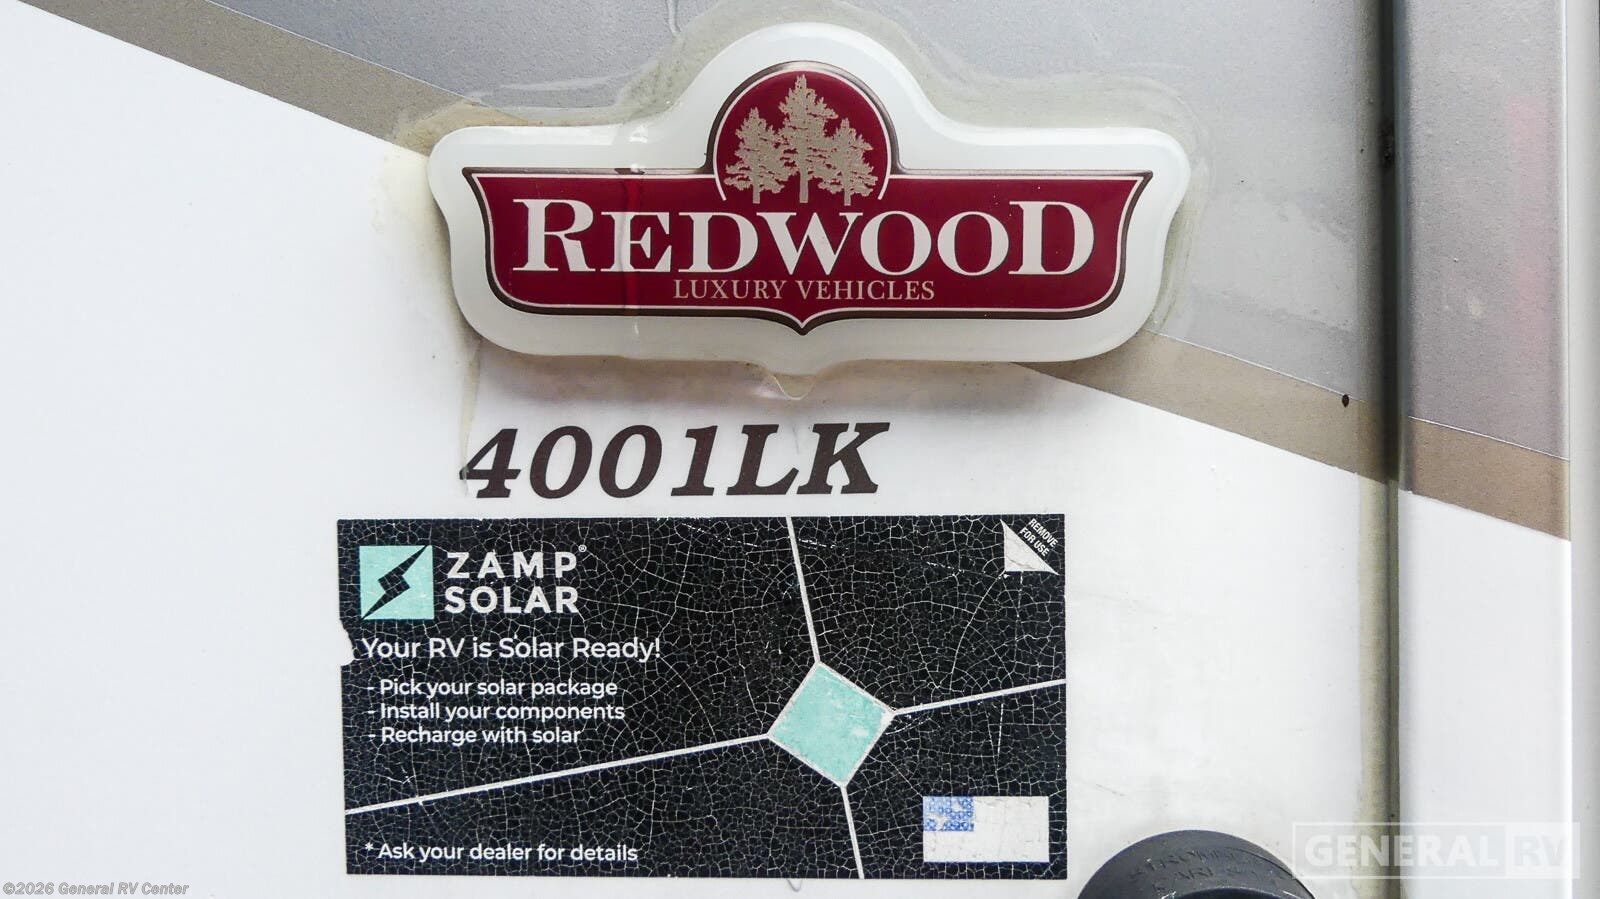 REDWOOD
LUXURY VEHICLES
4001LK
REMOVE
FOR USE
ZAMP®
SOLAR
Your RV is Solar Ready!
- Pick your solar package
- Install your components
- Recharge with solar
* Ask your dealer for details
GENERAL RV
©2026 General RV Center